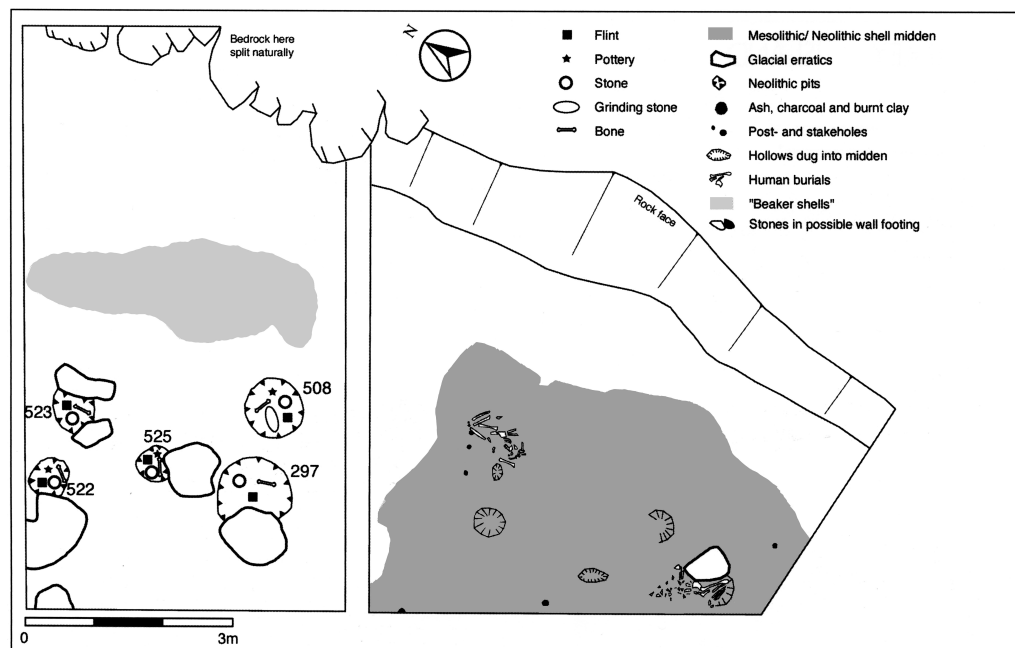 Bedrock here
split naturally
N
Flint
Pottery
Stone
Grinding stone
Bone
Mesolithic/ Neolithic shell midden
Glacial erratics
Neolithic pits
Ash, charcoal and burnt clay
Post- and stakeholes
Hollows dug into midden
Human burials
"Beaker shells"
Stones in possible wall footing
Rock face
508
523
525
297
522
0
3m